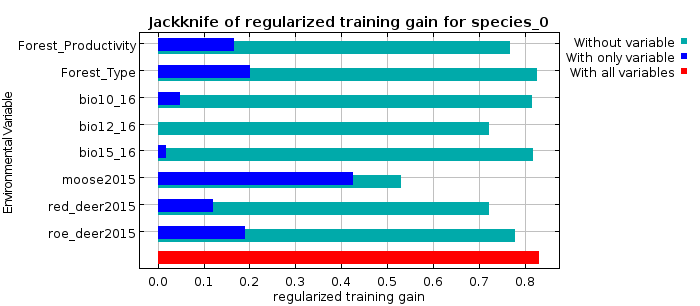 Jackknife of regularized training gain for species_0
Environmental Variable
Forest_Productivity
Forest_Type
bio10_16
bio12_16
bio15_16
moose2015
red_deer2015
roe_deer2015
0.0 0.1 0.2 0.3 0.4 0.5 0.6 0.7 0.8
regularized training gain
Without variable
With only variable
With all variables